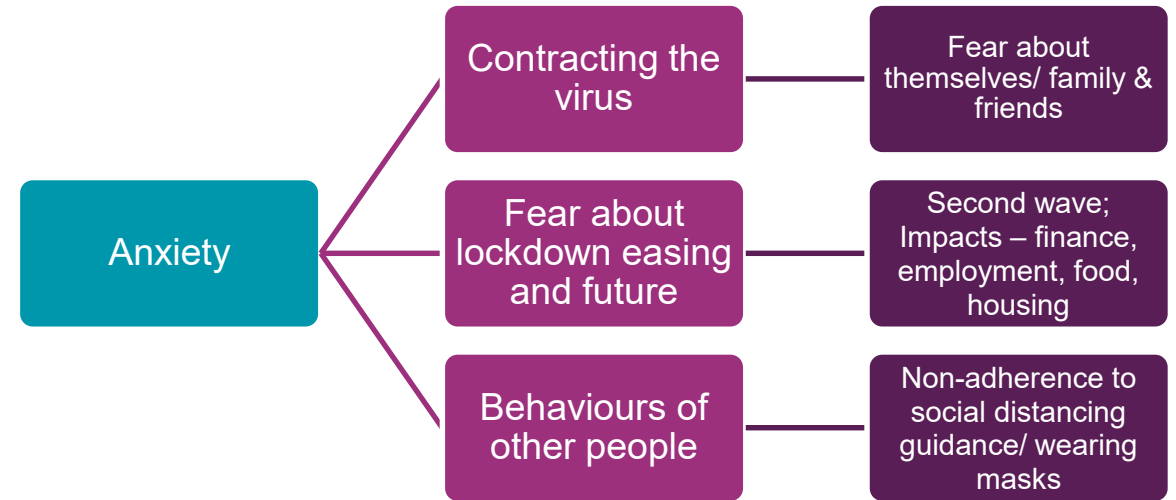 Anxiety
Contracting the
virus
Fear about
themselves/ family &
friends
Fear about
lockdown easing
and future
Second wave;
Impacts – finance,
employment, food,
housing
Behaviours of
other people
Non-adherence to
social distancing
guidance/ wearing
masks